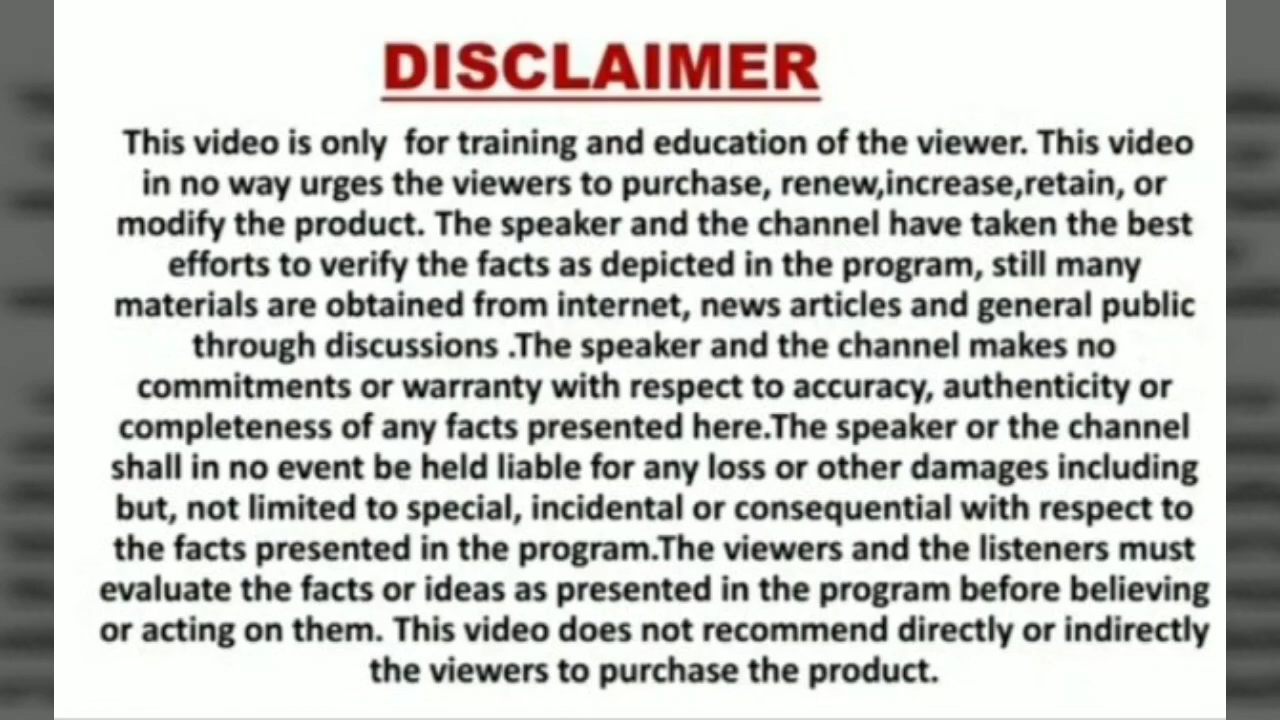 DISCLAIMER
This video is only  for training and education of the viewer. This video
in no way urges the viewers to purchase, renew,increase,retain, or
modify the product. The speaker and the channel have taken the best
efforts to verify the facts as depicted in the program, still many
materials are obtained from internet, news articles and general public
through discussions .The speaker and the channel makes no
commitments or warranty with respect to accuracy, authenticity or
completeness of any facts presented here.The speaker or the channel
shall in no event be held liable for any loss or other damages including
but, not limited to special, incidental or consequential with respect to
the facts presented in the program.The viewers and the listeners must
evaluate the facts or ideas as presented in the program before believing
or acting on them. This video does not recommend directly or indirectly
the viewers to purchase the product.